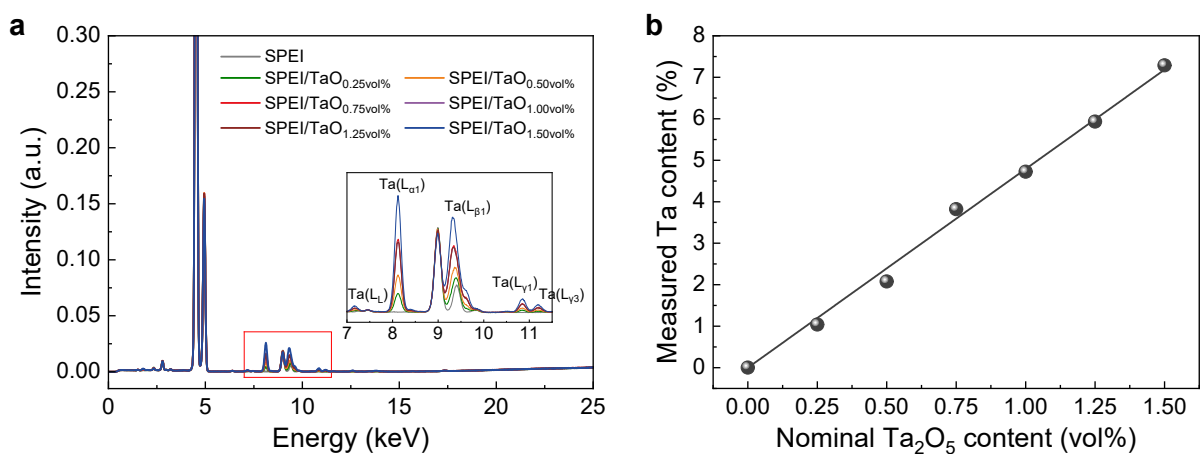 a
0.30
0.25
0.20
0.15
0.10
0.05
0.00
Intensity (a.u.)
SPEI
SPEI/TaO0.25vol% SPEI/TaO0.50vol%
SPEI/TaO0.75vol% SPEI/TaO1.00vol%
SPEI/TaO1.25vol% SPEI/TaO1.50vol%
Ta(Lα1)
Ta(Lβ1)
Ta(LL)
Ta(Lγ1)
Ta(Lγ3)
7 8 9 10 11
0 5 10 15 20 25
Energy (keV)
b
8
7
6
5
4
3
2
1
0
Measured Ta content (%)
0.00 0.25 0.50 0.75 1.00 1.25 1.50
Nominal Ta2O5 content (vol%)